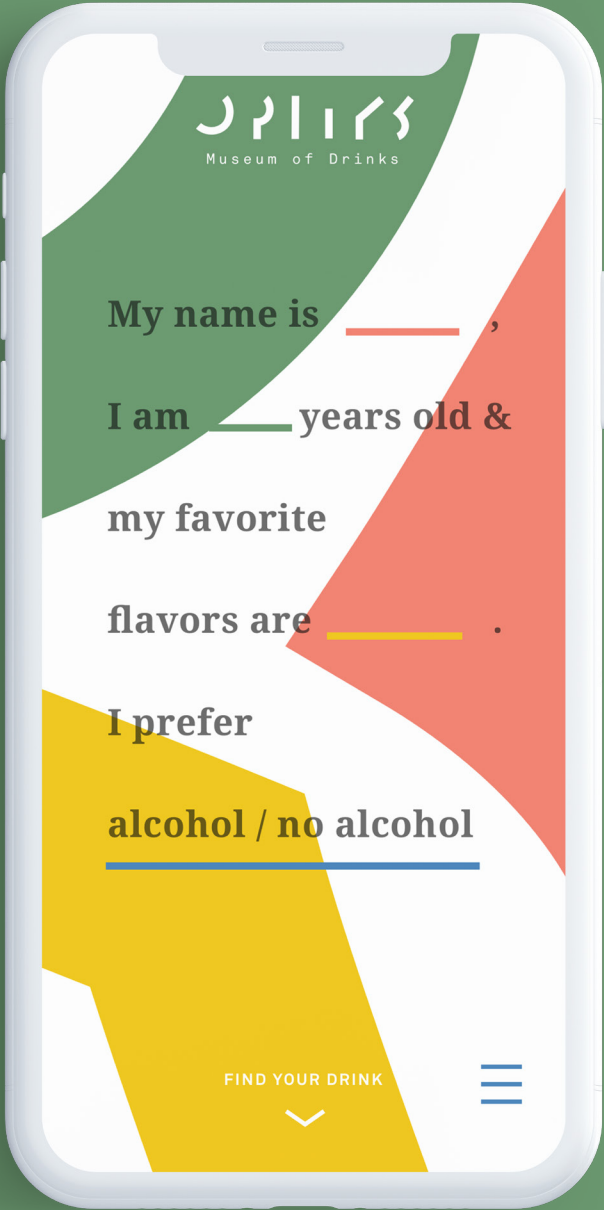 Museum of Drinks
My name is ,
I am years old &
my favorite
flavors are .
I prefer
alcohol / no alcohol
FIND YOUR DRINK